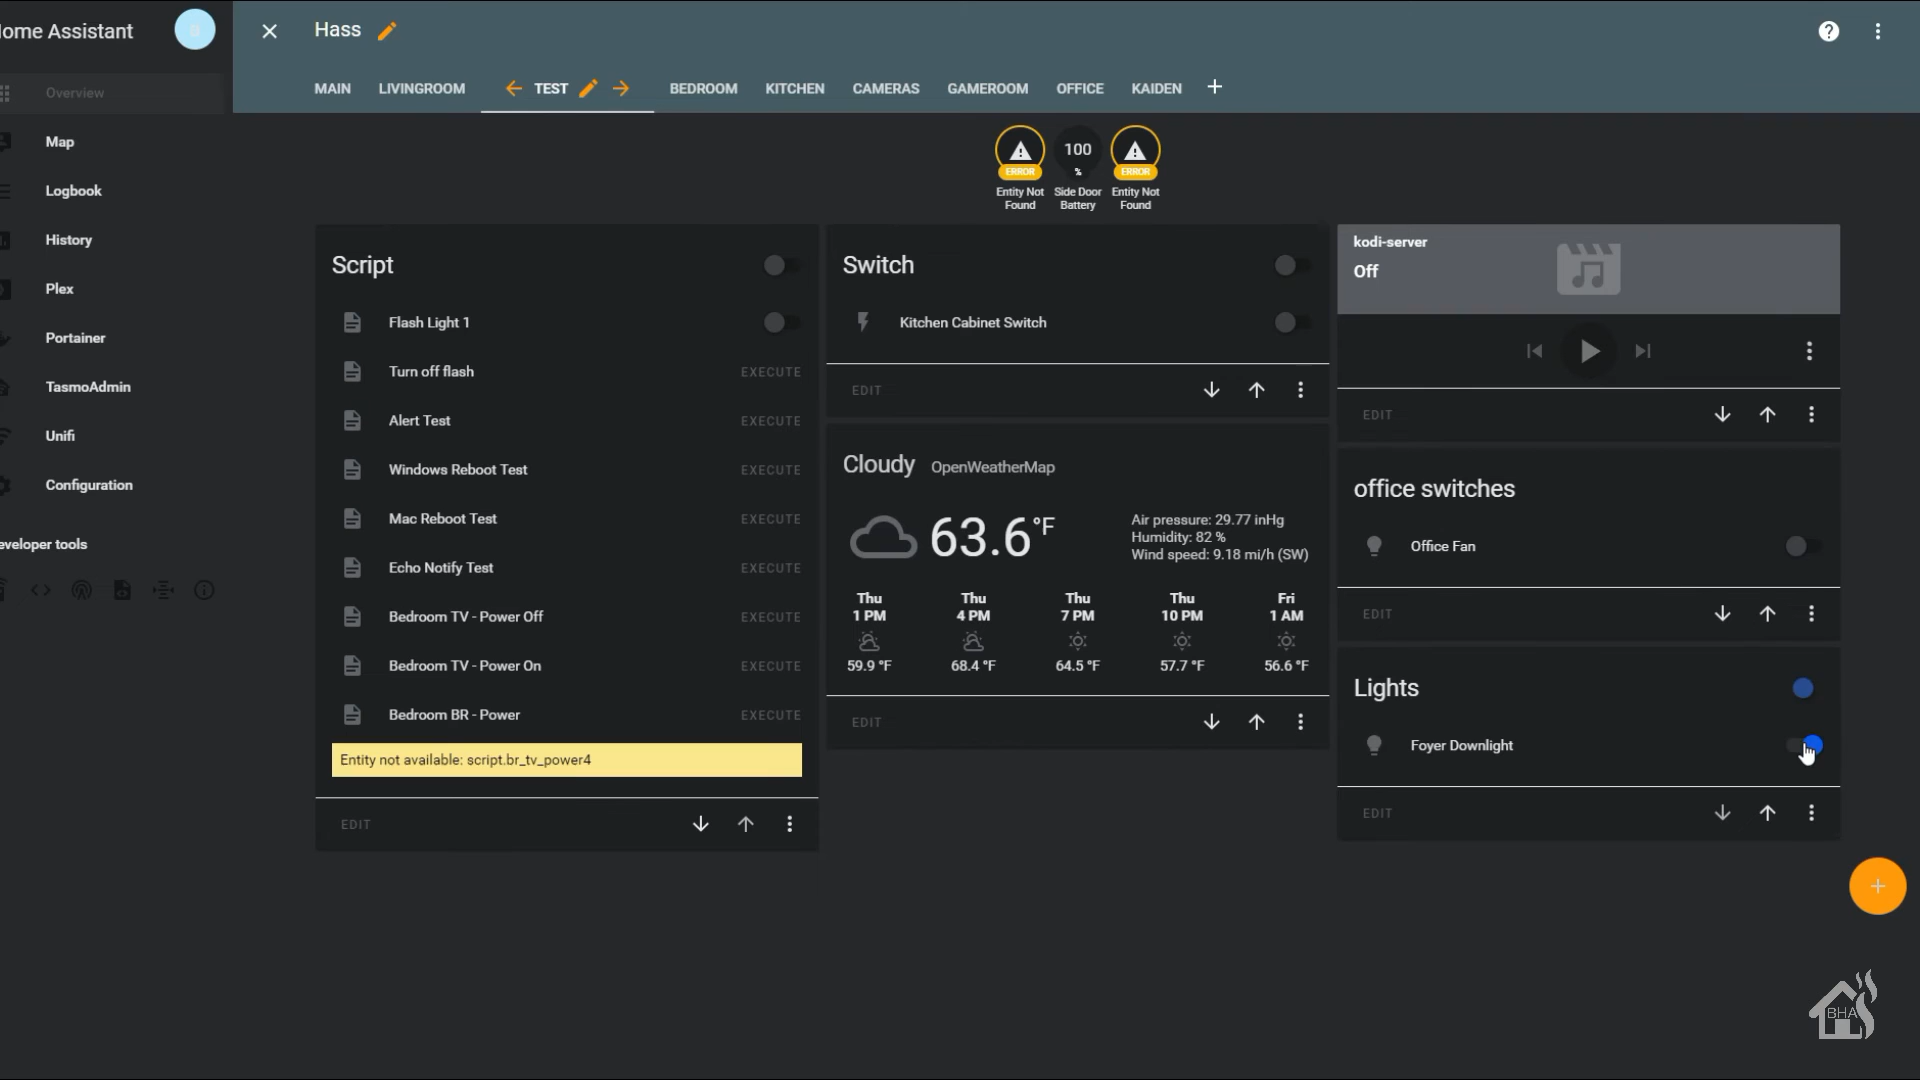 ome Assistant
Hass
MAIN
LIVINGROOM
TEST
BEDROOM
KITCHEN
CAMERAS
GAMEROOM
OFFICE
KAIDEN
Overview
Map
Logbook
History
Plex
Portainer
TasmoAdmin
Unifi
Configuration
eveloper tools
ERROR
Entity Not
Found
100
%
Side Door
Battery
ERROR
Entity Not
Found
Script
Flash Light 1
Turn off flash EXECUTE
Alert Test EXECUTE
Windows Reboot Test EXECUTE
Mac Reboot Test EXECUTE
Echo Notify Test EXECUTE
Bedroom TV - Power Off EXECUTE
Bedroom TV - Power On EXECUTE
Bedroom BR - Power EXECUTE
Entity not available: script.br_tv_power4
EDIT
Switch
Kitchen Cabinet Switch
EDIT
Cloudy OpenWeatherMap
63.6 °F
Air pressure: 29.77 inHg
Humidity: 82 %
Wind speed: 9.18 mi/h (SW)
Thu Thu Thu Thu Fri
1 PM 4 PM 7 PM 10 PM 1 AM
59.9 °F 68.4 °F 64.5 °F 57.7 °F 56.6 °F
EDIT
kodi-server
Off
EDIT
office switches
Office Fan
EDIT
Lights
Foyer Downlight
EDIT
BHA